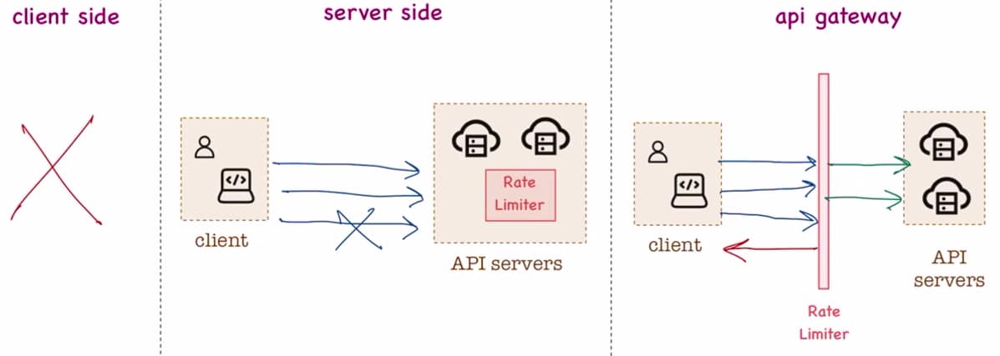 client side
server side
api gateway
</>
Rate
Limiter
client
API servers
</>
client
API
servers
Rate
Limiter